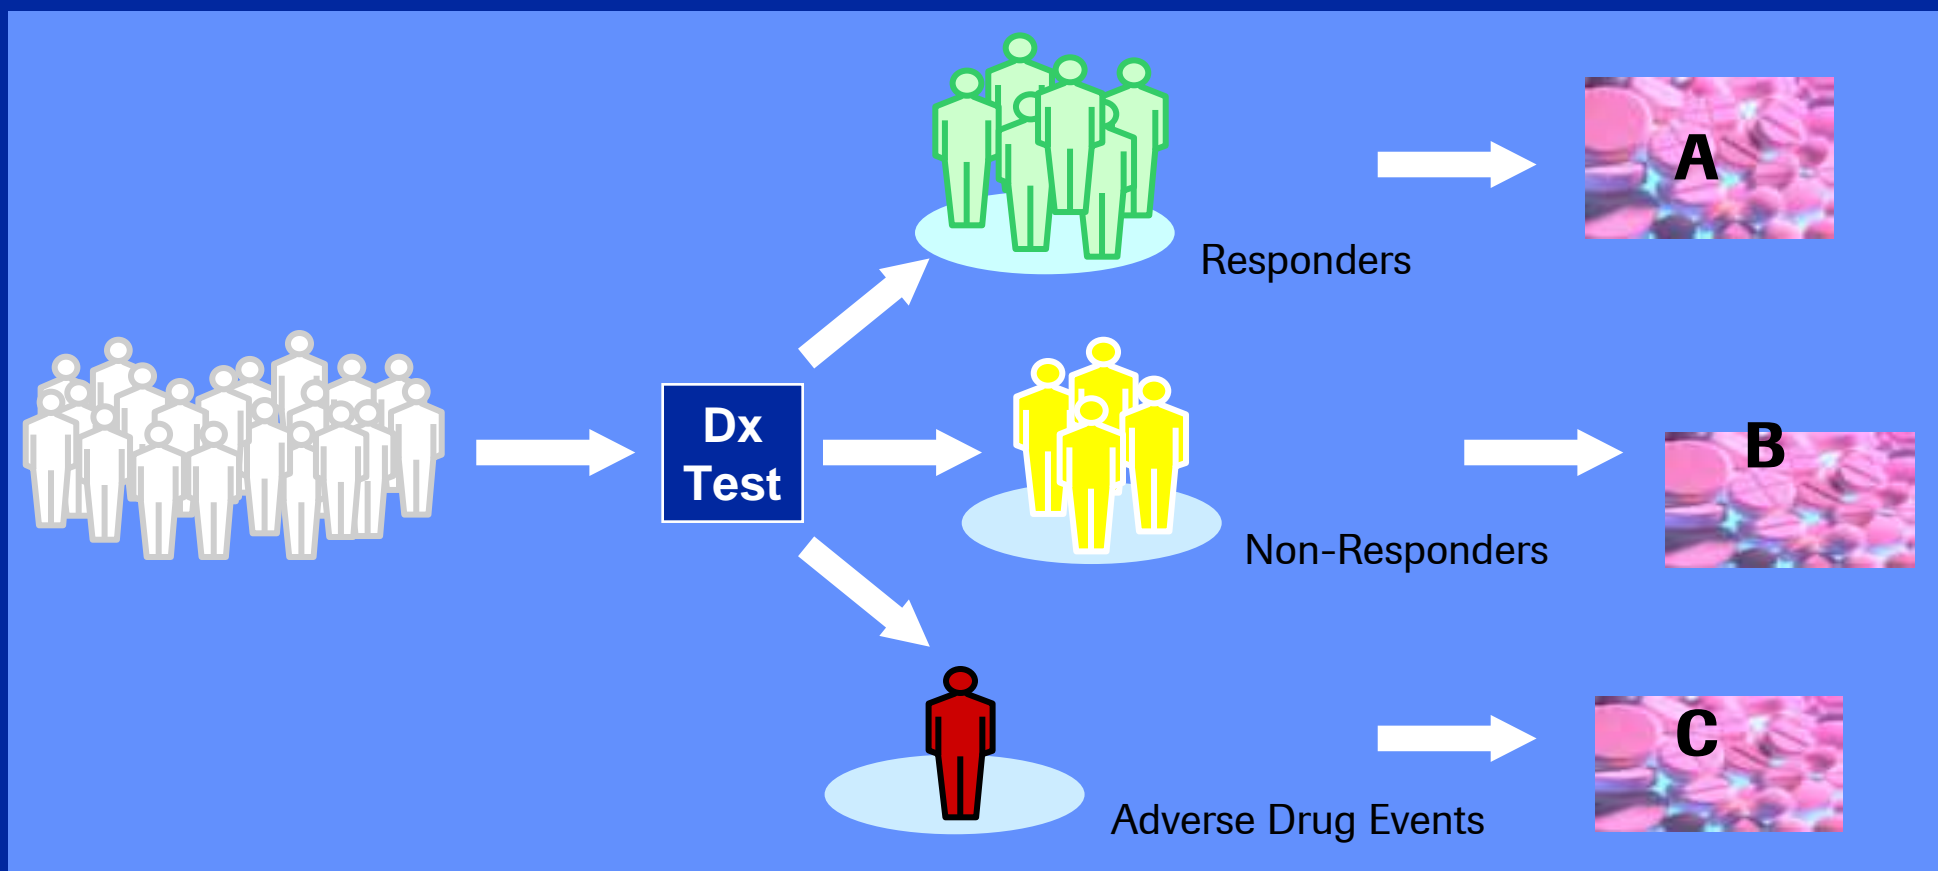 A
Responders
Dx
Test
B
Non-Responders
C
Adverse Drug Events